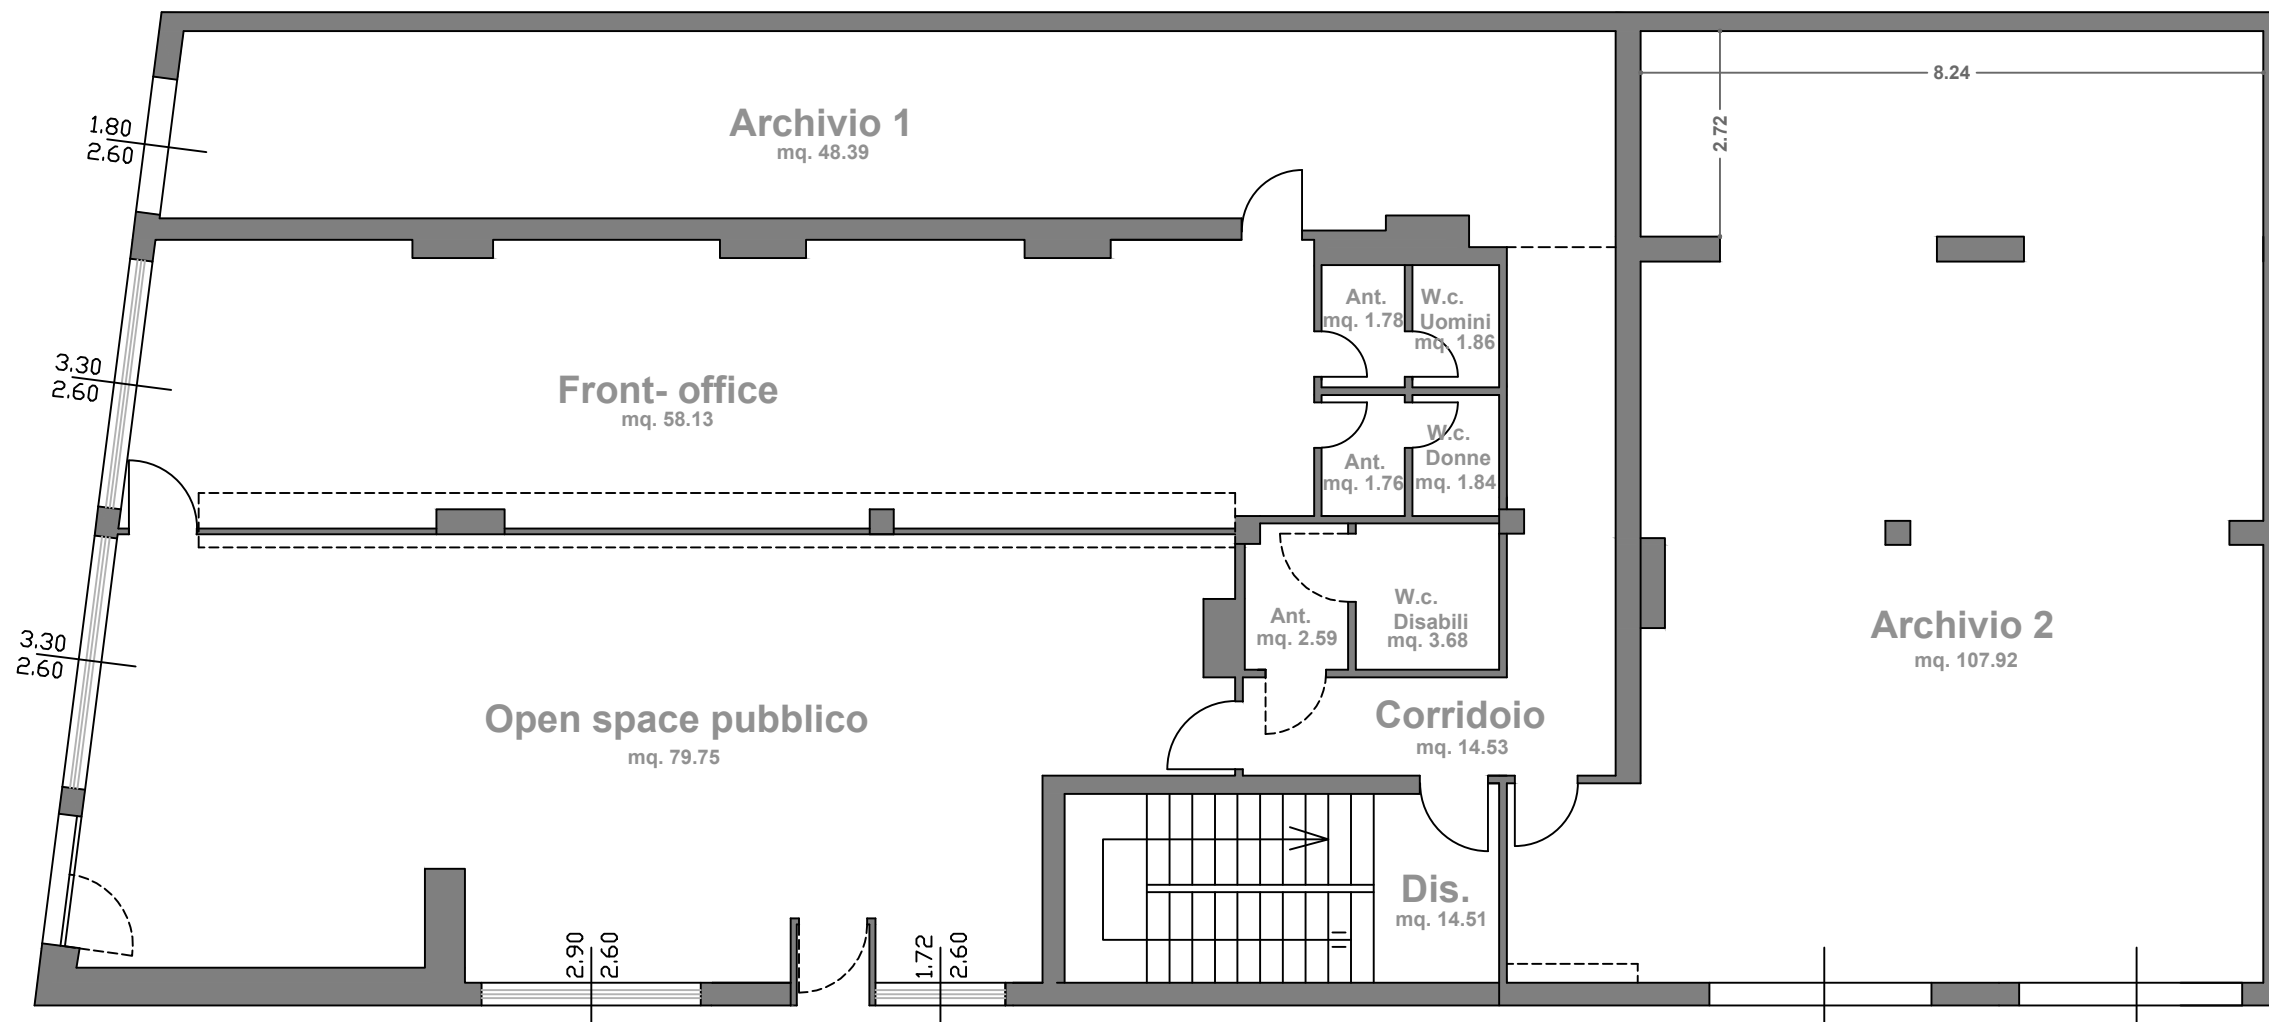 8.24
2.72
1.80
2.60
Archivio 1
mq. 48.39
3.30
2.60
Front- office
mq. 58.13
Ant.
mq. 1.78
W.c.
Uomini
mq. 1.86
Ant.
mq. 1.76
W.c.
Donne
mq. 1.84
3.30
2.60
Ant.
mq. 2.59
W.c.
Disabili
mq. 3.68
Archivio 2
mq. 107.92
Open space pubblico
mq. 79.75
Corridoio
mq. 14.53
Dis.
mq. 14.51
2.90
2.60
1.72
2.60